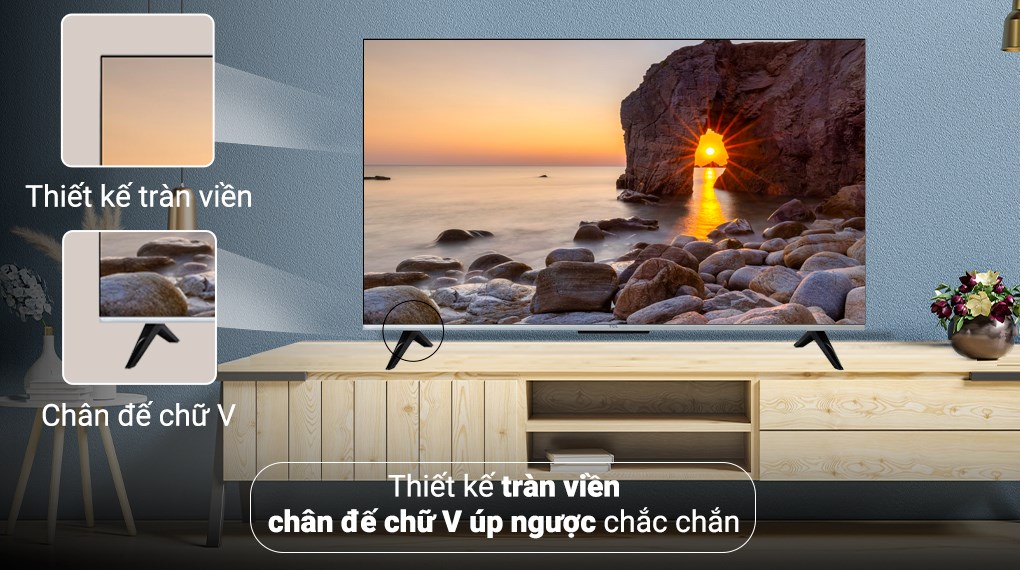 Thiết kế tràn viền
Chân đế chữ V
Thiết kế tràn viền
chân đế chữ V úp ngược chắc chắn